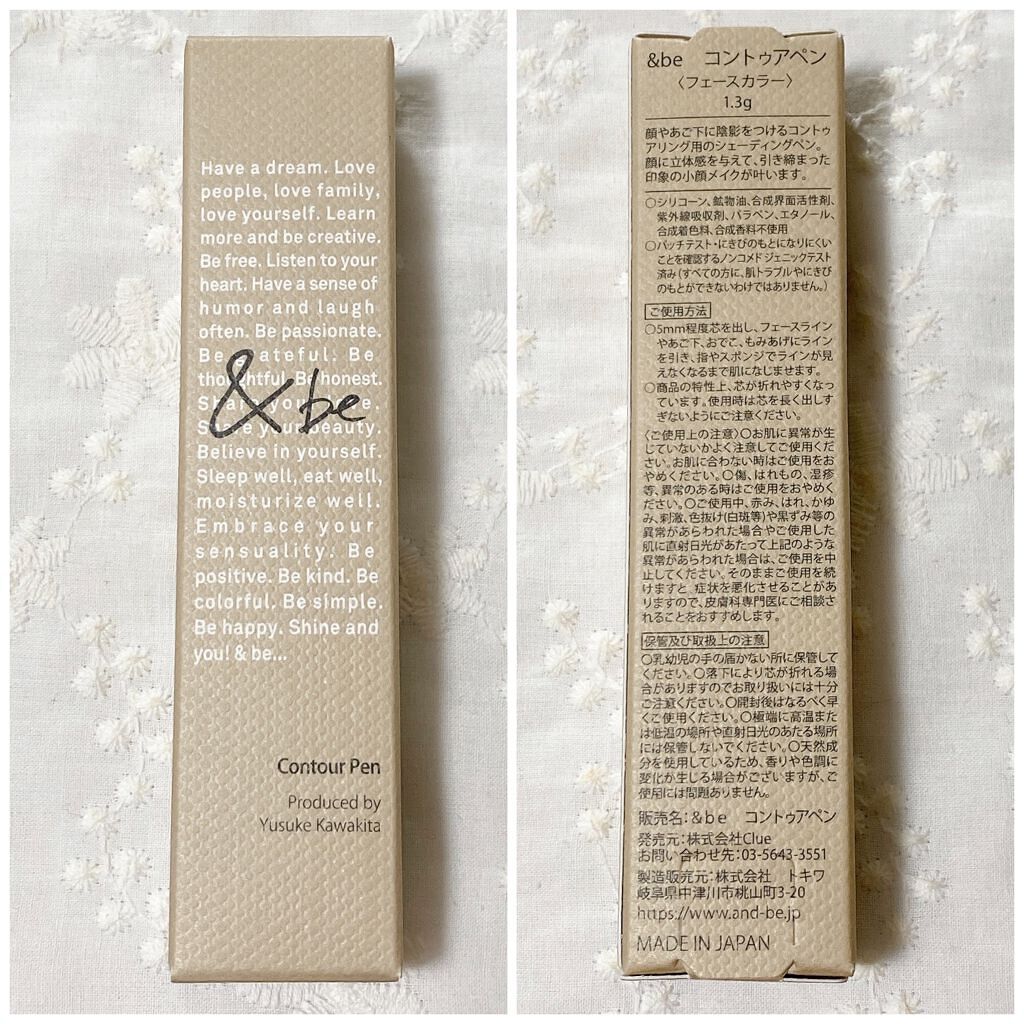 Have a dream. Love
people, love family,
love yourself. Learn
more and be creative.
Be free. Listen to your
heart. Have a sense of
humor and laugh
often. Be passionate.
Be grateful. Be
thoughtful. Be honest.
Share your
&be
Share your beauty.
Believe in yourself.
Sleep well, eat well,
moisturize well.
Embrace your
sensuality. Be
positive. Be kind. Be
colorful. Be simple.
Be happy. Shine and
you! & be...
Contour Pen
Produced by
Yusuke Kawakita
&be コントゥアペン
〈フェースカラー〉
1.3g
顔やあご下に陰影をつけるコントゥ
アリング用のシェーディングペン。
顔に立体感を与えて、引き締まった
印象の小顔メイクが叶います。
○シリコーン、鉱物油、合成界面活性剤、
紫外線吸収剤、パラベン、エタノール、
合成着色料、合成香料不使用
○パッチテスト・にきびのもとになりにくい
ことを確認するノンコメドジェニックテスト
済み(すべての方に、肌トラブルやにきび
のもとができないわけではありません。)
ご使用方法
○5mm程度芯を出し、フェースライン
やあご下、おでこ、もみあげにライン
を引き、指やスポンジでラインが見
えなくなるまで肌になじませます。
○商品の特性上、芯が折れやすくなっ
ています。使用時は芯を長く出しす
ぎないようにご注意ください。
〈ご使用上の注意〉○お肌に異常が生
じていないかよく注意してご使用くだ
さい。お肌に合わない時はご使用をお
やめください。○傷、はれもの、湿疹
等、異常のある時はご使用をおやめく
ださい。○ご使用中、赤み、はれ、かゆ
み、刺激、色抜け(白斑等)や黒ずみ等の
異常があらわれた場合やご使用した
肌に直射日光があたって上記のような
異常があらわれた場合は、ご使用を中
止してください。そのままご使用を続
けますと、症状を悪化させることがあ
りますので、皮膚科専門医にご相談さ
れることをおすすめします。
保管及び取扱上の注意
○乳幼児の手の届かない所に保管して
ください。○落下により芯が折れる場
合がありますのでお取り扱いには十分
ご注意ください。○開封後はなるべく早
くご使用ください。○極端に高温また
は低温の場所や直射日光のあたる場所
には保管しないでください。○天然成
分を使用しているため、香りや色調に
変化が生じる場合がございますが、ご
使用には問題ありません。
販売名:&be コントゥアペン
発売元:株式会社Clue
お問い合わせ先:03-5643-3551
製造販売元:株式会社 トキワ
岐阜県中津川市桃山町3-20
https://www.and-be.jp
MADE IN JAPAN